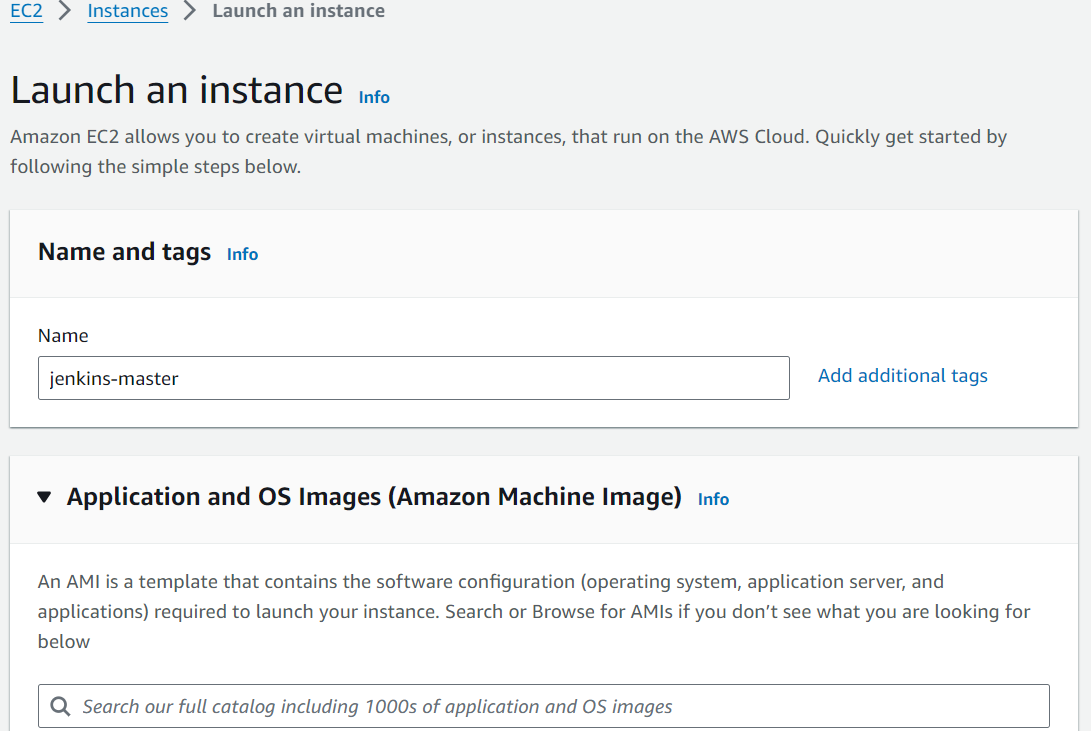 EC2 > Instances > Launch an instance
Launch an instance Info
Amazon EC2 allows you to create virtual machines, or instances, that run on the AWS Cloud. Quickly get started by
following the simple steps below.
Name and tags Info
Name
jenkins-master Add additional tags
Application and OS Images (Amazon Machine Image) Info
An AMI is a template that contains the software configuration (operating system, application server, and
applications) required to launch your instance. Search or Browse for AMIs if you don’t see what you are looking for
below
Search our full catalog including 1000s of application and OS images